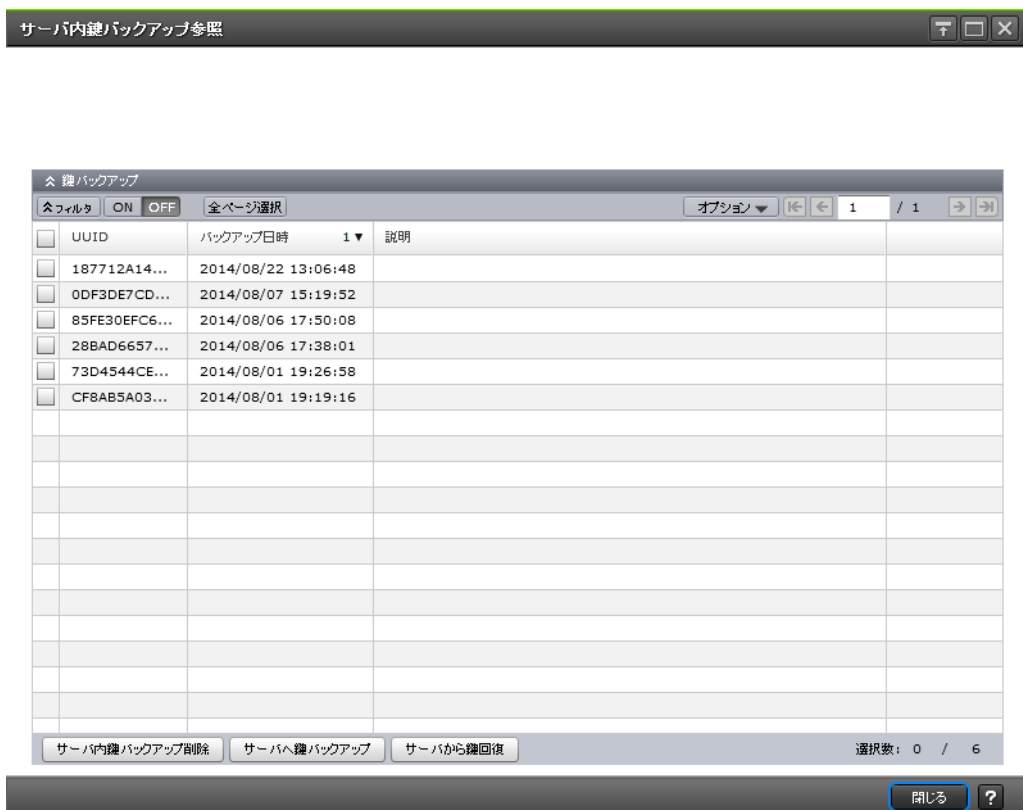 サーバ内鍵バックアップ参照
鍵バックアップ
フィルタ ON OFF 全ページ選択 オプション 1 / 1
UUID バックアップ日時 1▼ 説明
187712A14... 2014/08/22 13:06:48
0DF3DE7CD... 2014/08/07 15:19:52
85FE30EFC6... 2014/08/06 17:50:08
28BAD6657... 2014/08/06 17:38:01
73D4544CE... 2014/08/01 19:26:58
CF8AB5A03... 2014/08/01 19:19:16
サーバ内鍵バックアップ削除 サーバへ鍵バックアップ サーバから鍵回復 選択数: 0 / 6
閉じる ?